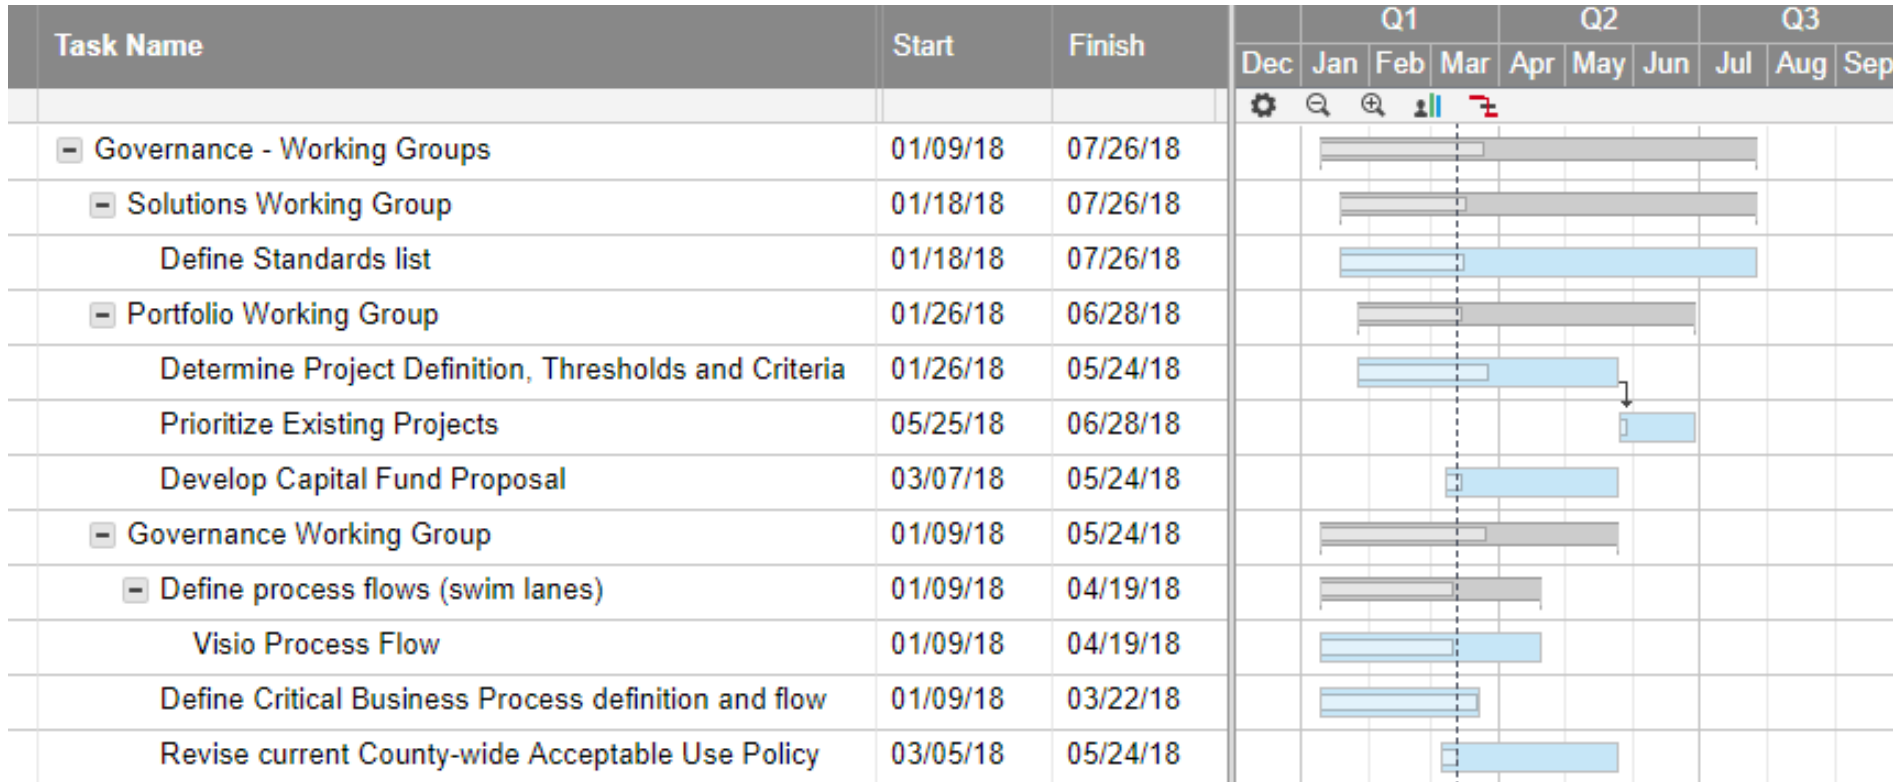 Task Name Start Finish Q1 Q2 Q3
Dec Jan Feb Mar Apr May Jun Jul Aug Sep
Governance - Working Groups 01/09/18 07/26/18
Solutions Working Group 01/18/18 07/26/18
Define Standards list 01/18/18 07/26/18
Portfolio Working Group 01/26/18 06/28/18
Determine Project Definition, Thresholds and Criteria 01/26/18 05/24/18
Prioritize Existing Projects 05/25/18 06/28/18
Develop Capital Fund Proposal 03/07/18 05/24/18
Governance Working Group 01/09/18 05/24/18
Define process flows (swim lanes) 01/09/18 04/19/18
Visio Process Flow 01/09/18 04/19/18
Define Critical Business Process definition and flow 01/09/18 03/22/18
Revise current County-wide Acceptable Use Policy 03/05/18 05/24/18